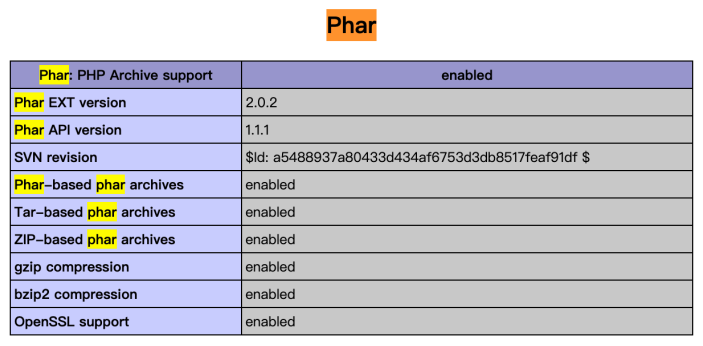 Phar
Phar: PHP Archive support enabled
Phar EXT version 2.0.2
Phar API version 1.1.1
SVN revision $Id: a5488937a80433d434af6753d3db8517feaf91df $
Phar-based phar archives enabled
Tar-based phar archives enabled
ZIP-based phar archives enabled
gzip compression enabled
bzip2 compression enabled
OpenSSL support enabled